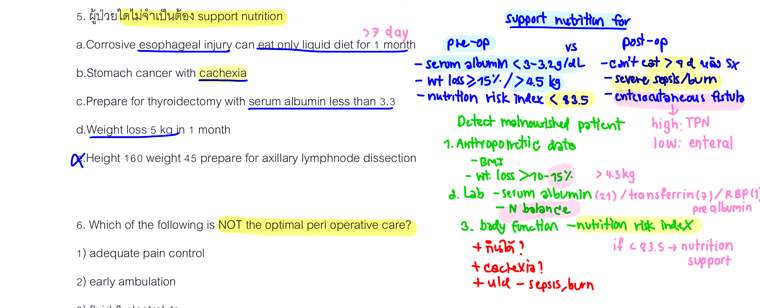 5. ผู้ป่วยใดไม่จำเป็นต้อง support nutrition
>7 day
a.Corrosive esophageal injury can eat only liquid diet for 1 month
b.Stomach cancer with cachexia
c.Prepare for thyroidectomy with serum albumin less than 3.3
d.Weight loss 5 kg in 1 month
Height 160 weight 45 prepare for axillary lymphnode dissection
6. Which of the following is NOT the optimal peri operative care?
1) adequate pain control
2) early ambulation
support nutrition for
pre-op
- serum albumin < 3-3.2g/dL
- wt loss ≥ 15% / > 4.5 kg
- nutrition risk index < 83.5
vs
post-op
- can't eat > 7 d หลัง Sx
- severe sepsis/burn
- enterocutaneous fistula
high: TPN
low: enteral
Detect malnourished patient
1. Anthropometric data
- BMI
- wt. loss > 10-15% > 4.5kg
2. Lab - serum albumin (21) / transferrin (7) / RBP (1)
prealbumin
- N balance
3. body function - nutrition risk index
if < 83.5 → nutrition support
+ กินได้?
+ cachexia?
+ - sepsis, burn